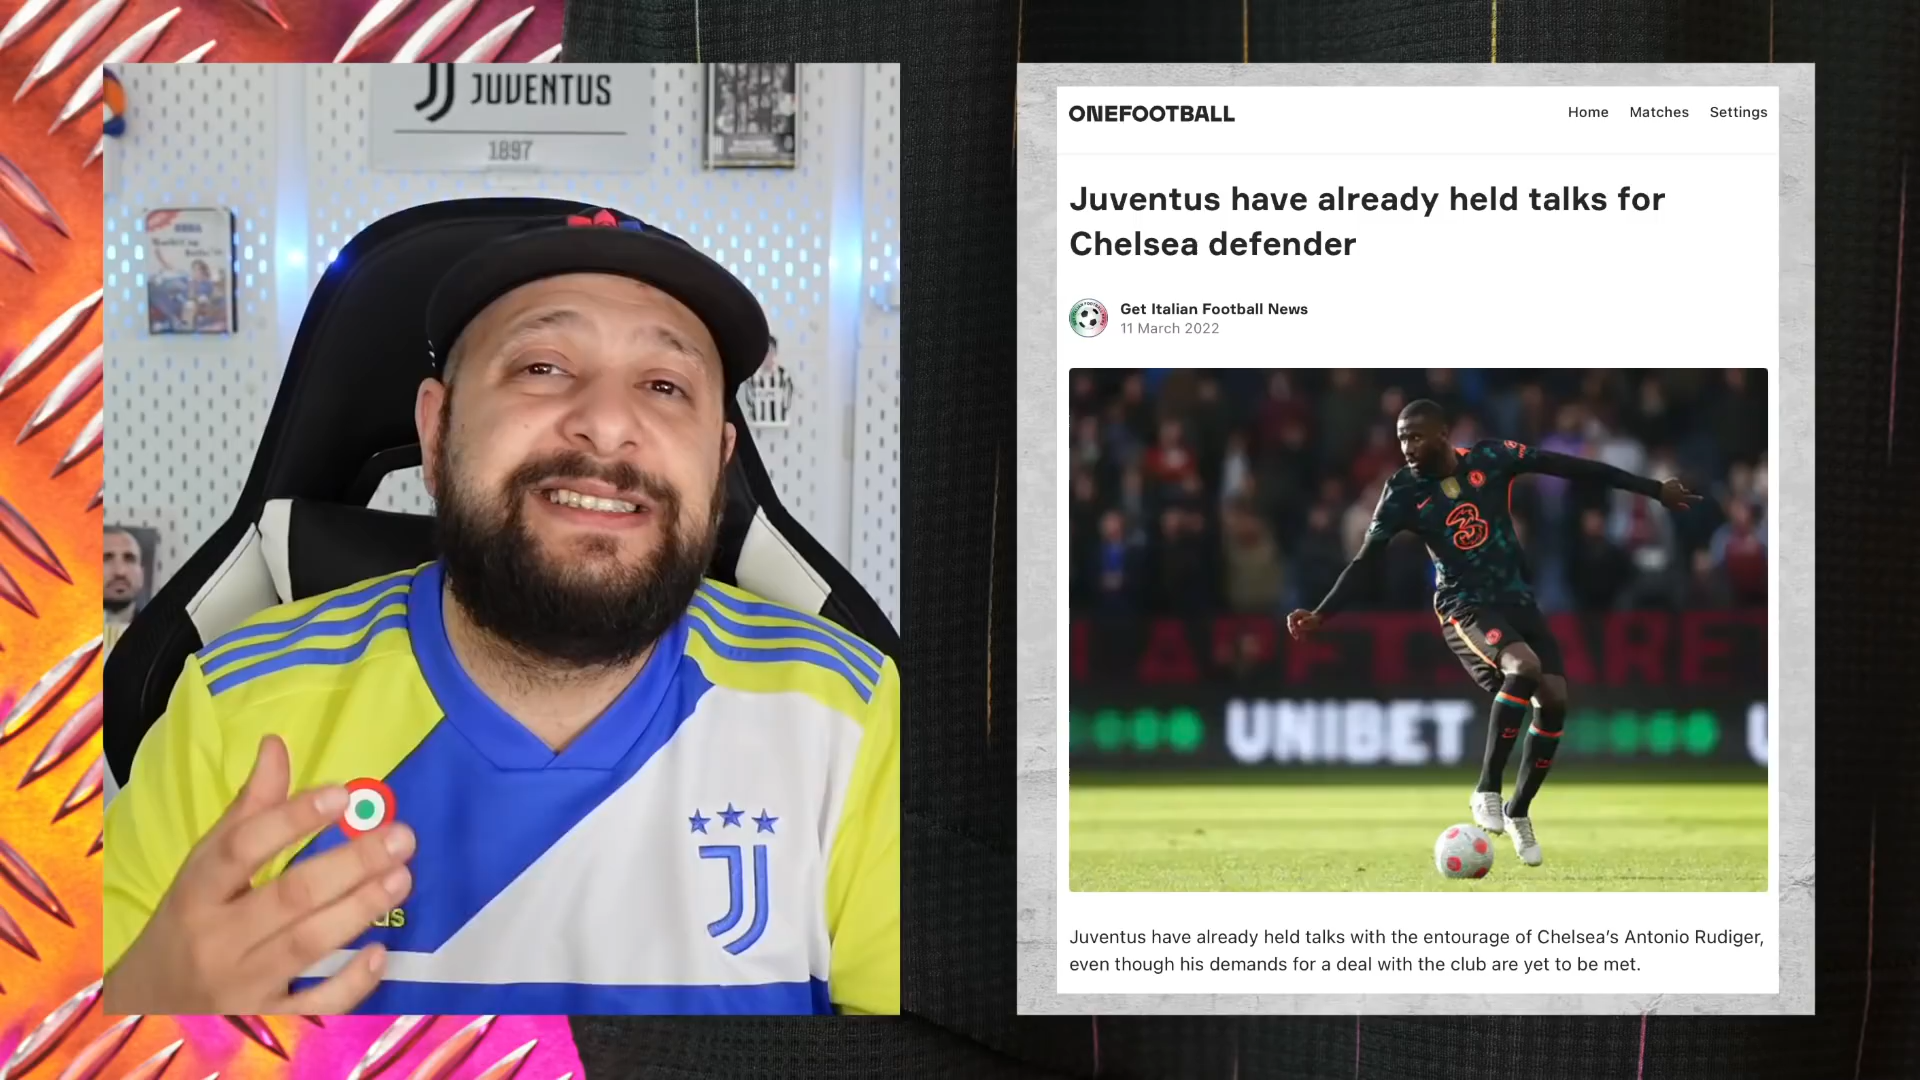 JUVENTUS
1897
us
ONEFOOTBALL
Home Matches Settings
Juventus have already held talks for
Chelsea defender
Get Italian Football News
11 March 2022
UNIBET
Juventus have already held talks with the entourage of Chelsea's Antonio Rudiger,
even though his demands for a deal with the club are yet to be met.